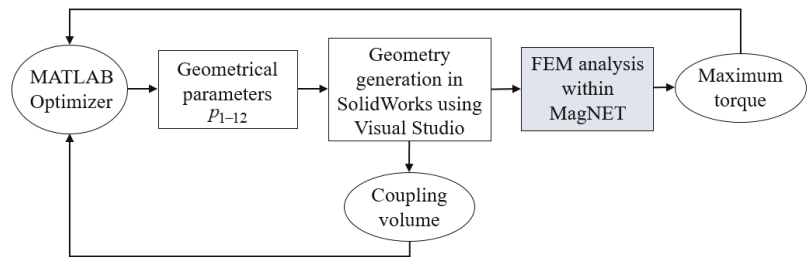 MATLAB
Optimizer
Geometrical
parameters
p1–12
Geometry
generation in
SolidWorks using
Visual Studio
FEM analysis
within
MagNET
Maximum
torque
Coupling
volume